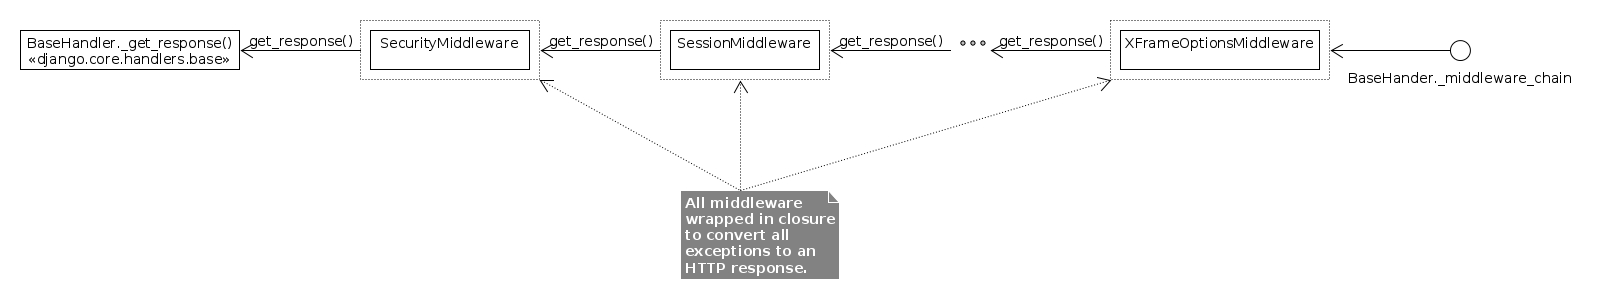 BaseHandler._get_response()
«django.core.handlers.base»
get_response()
SecurityMiddleware
get_response()
SessionMiddleware
get_response()
get_response()
XFrameOptionsMiddleware
BaseHander._middleware_chain
All middleware
wrapped in closure
to convert all
exceptions to an
HTTP response.